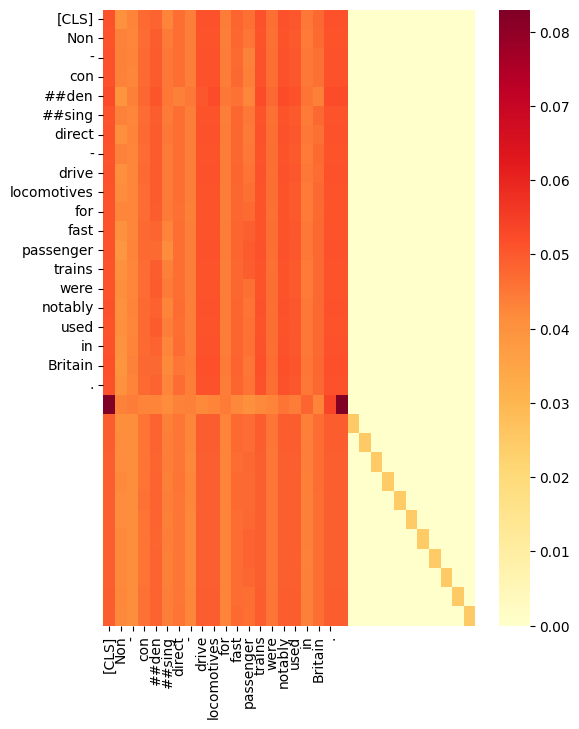 [CLS]
Non
-
con
##den
##sing
direct
-
drive
locomotives
for
fast
passenger
trains
were
notably
used
in
Britain
.
0.08
0.07
0.06
0.05
0.04
0.03
0.02
0.01
0.00
[CLS]
Non
-
con
##den
##sing
direct
-
drive
locomotives
for
fast
passenger
trains
were
notably
used
in
Britain
.